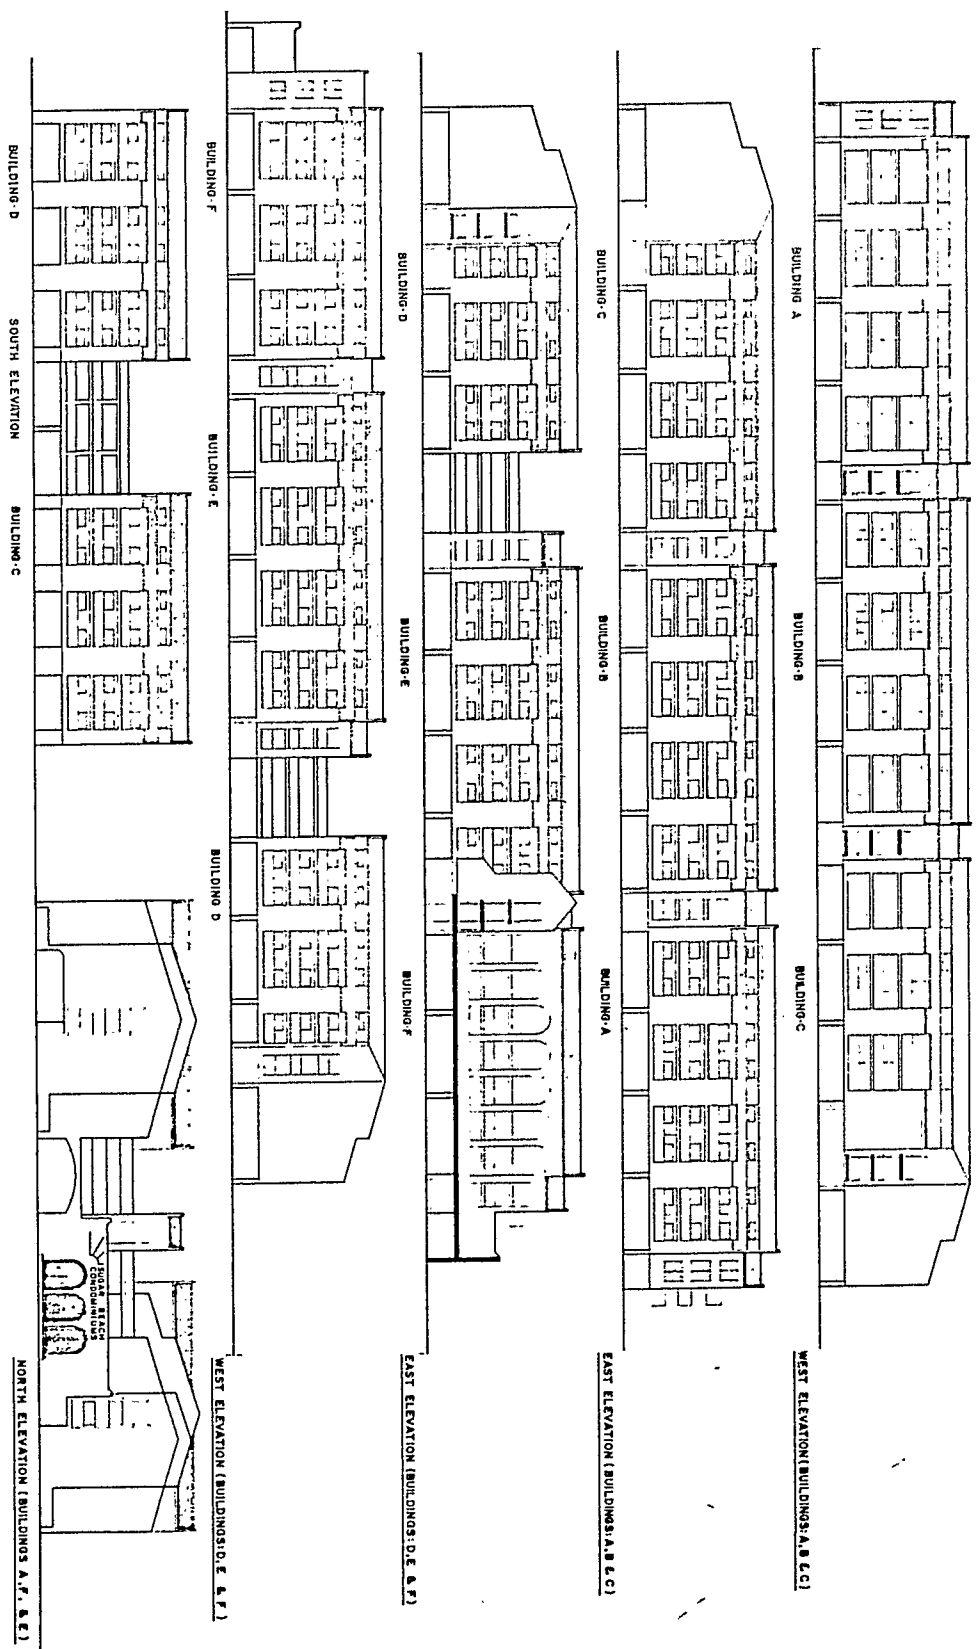 BUILDING A
BUILDING·B
BUILDING·C
WEST ELEVATION (BUILDINGS: A,B & C)
BUILDING·C
BUILDING·B
BUILDING·A
EAST ELEVATION (BUILDINGS: A,B & C)
BUILDING·D
BUILDING·E
BUILDING·F
EAST ELEVATION (BUILDINGS: D,E & F)
BUILDING·F
BUILDING·E
BUILDING D
WEST ELEVATION (BUILDINGS: D,E & F)
SUGAR BEACH
CONDOMINIUMS
BUILDING·D
SOUTH ELEVATION
BUILDING·C
NORTH ELEVATION (BUILDINGS A,F, & E)